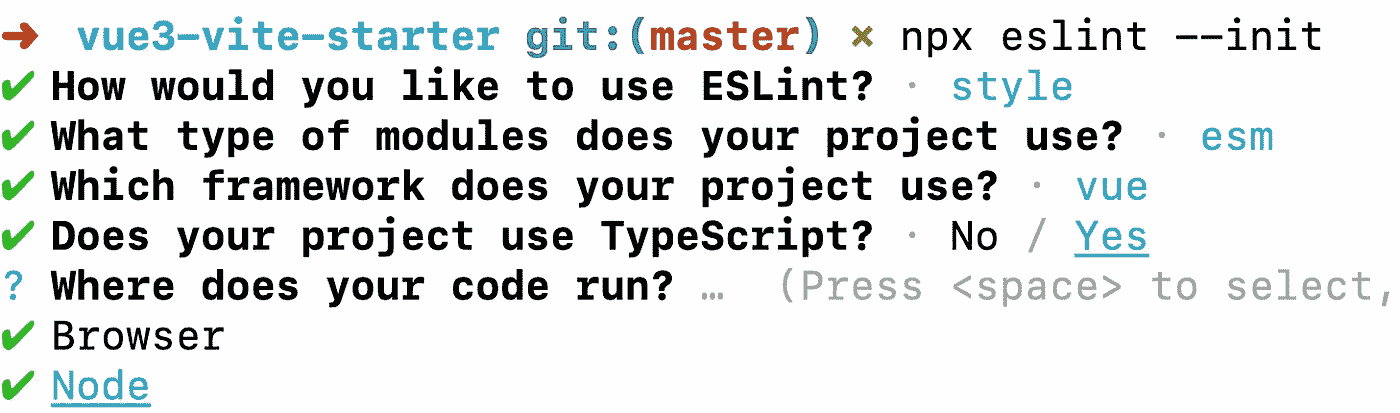 ➜ vue3-vite-starter git:(master) ✗ npx eslint --init
✔ How would you like to use ESLint? · style
✔ What type of modules does your project use? · esm
✔ Which framework does your project use? · vue
✔ Does your project use TypeScript? · No / Yes
? Where does your code run? … (Press <space> to select,
✔ Browser
✔ Node